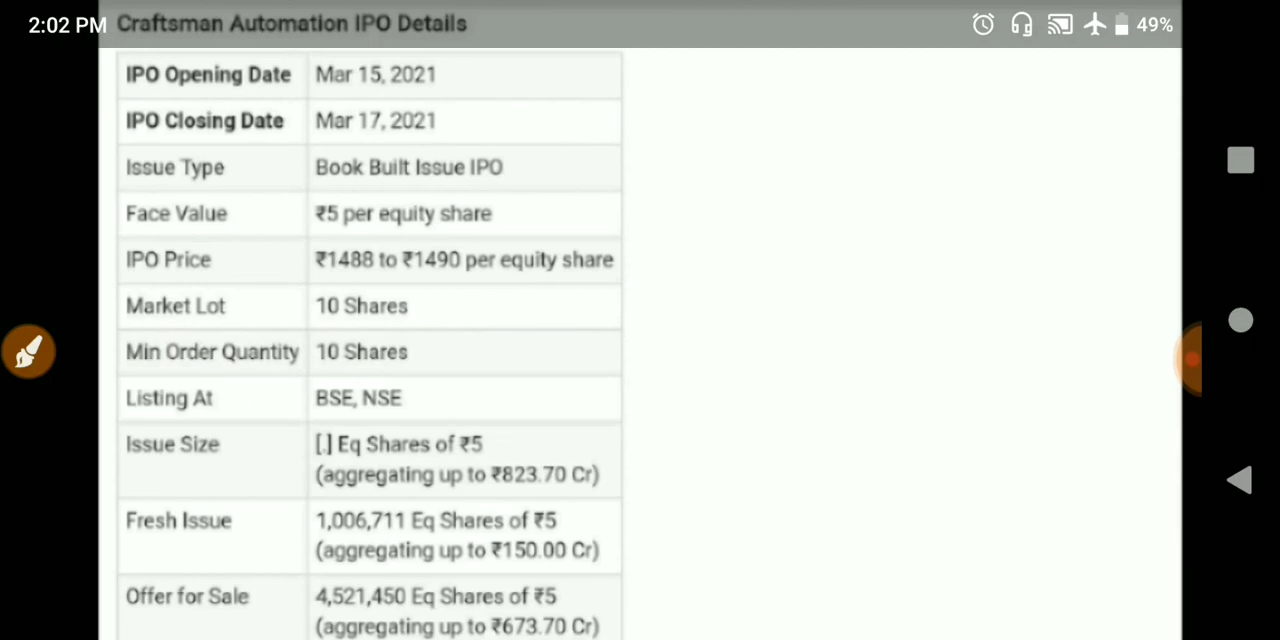 2:02 PM
49%
Craftsman Automation IPO Details
IPO Opening Date Mar 15, 2021
IPO Closing Date Mar 17, 2021
Issue Type Book Built Issue IPO
Face Value ₹5 per equity share
IPO Price ₹1488 to ₹1490 per equity share
Market Lot 10 Shares
Min Order Quantity 10 Shares
Listing At BSE, NSE
Issue Size [.] Eq Shares of ₹5
(aggregating up to ₹823.70 Cr)
Fresh Issue 1,006,711 Eq Shares of ₹5
(aggregating up to ₹150.00 Cr)
Offer for Sale 4,521,450 Eq Shares of ₹5
(aggregating up to ₹673.70 Cr)